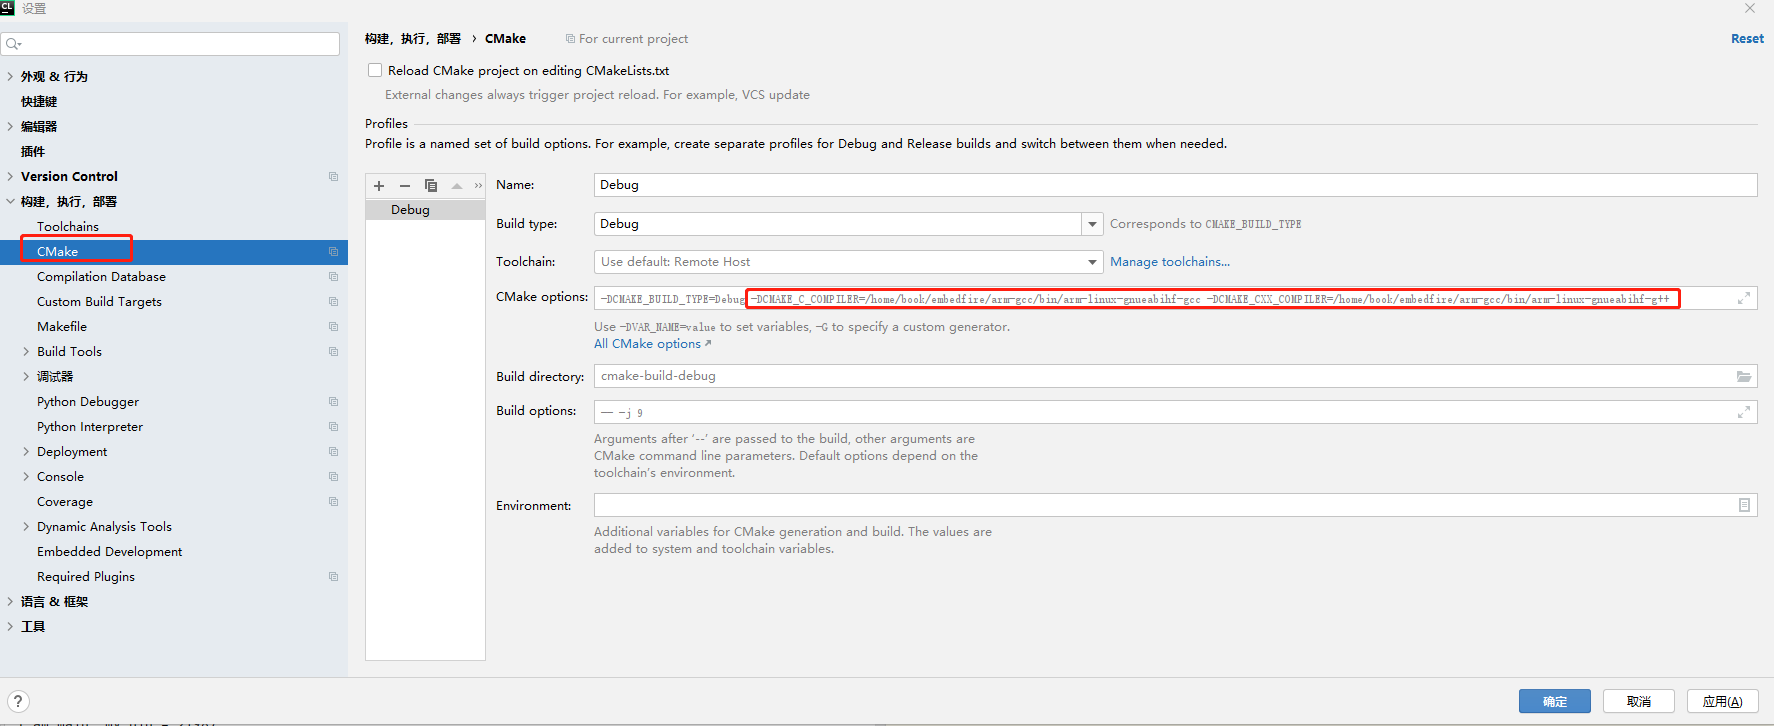 CL 设置
构建，执行，部署 › CMake For current project Reset
外观 & 行为
快捷键
编辑器
插件
Version Control
构建，执行，部署
Toolchains
CMake
Compilation Database
Custom Build Targets
Makefile
Build Tools
调试器
Python Debugger
Python Interpreter
Deployment
Console
Coverage
Dynamic Analysis Tools
Embedded Development
Required Plugins
语言 & 框架
工具
Reload CMake project on editing CMakeLists.txt
External changes always trigger project reload. For example, VCS update
Profiles
Profile is a named set of build options. For example, create separate profiles for Debug and Release builds and switch between them when needed.
Debug
Name: Debug
Build type: Debug Corresponds to CMAKE_BUILD_TYPE
Toolchain: Use default: Remote Host Manage toolchains...
CMake options: -DCMAKE_BUILD_TYPE=Debug -DCMAKE_C_COMPILER=/home/book/embedfire/arm-gcc/bin/arm-linux-gnueabihf-gcc -DCMAKE_CXX_COMPILER=/home/book/embedfire/arm-gcc/bin/arm-linux-gnueabihf-g++
Use -DVAR_NAME=value to set variables, -G to specify a custom generator.
All CMake options ↗
Build directory: cmake-build-debug
Build options: -- -j 9
Arguments after ‘--’ are passed to the build, other arguments are
CMake command line parameters. Default options depend on the
toolchain’s environment.
Environment:
Additional variables for CMake generation and build. The values are
added to system and toolchain variables.
? 确定 取消 应用(A)